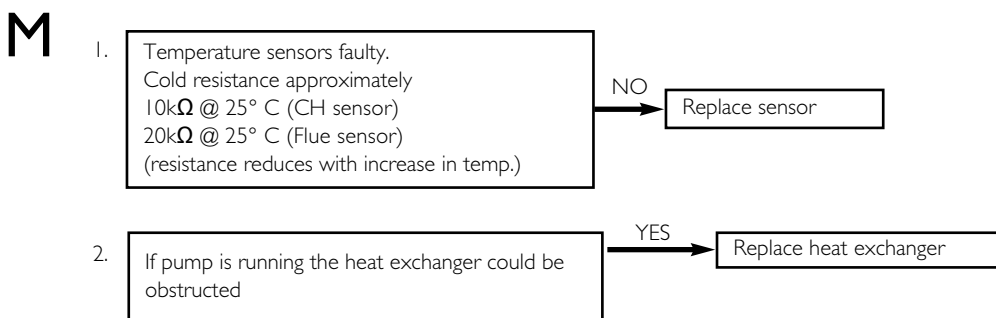 M
1. Temperature sensors faulty.
Cold resistance approximately
10kΩ @ 25° C (CH sensor)
20kΩ @ 25° C (Flue sensor)
(resistance reduces with increase in temp.)
NO
Replace sensor
2. If pump is running the heat exchanger could be
obstructed
YES
Replace heat exchanger